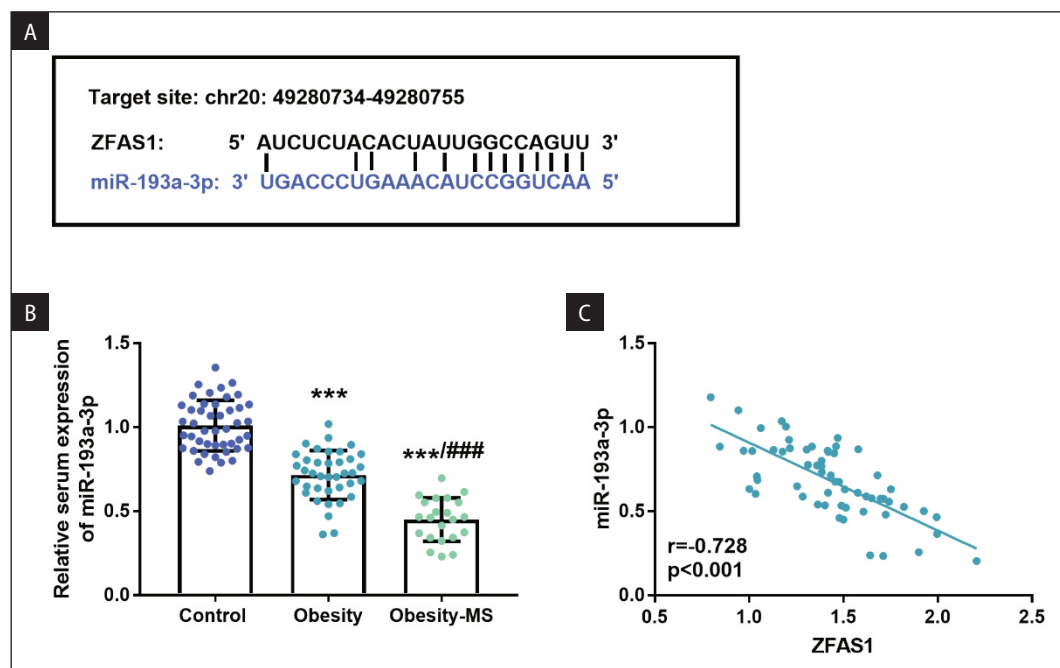 A
Target site: chr20: 49280734-49280755
ZFAS1: 5' AUCUCUACACUAUUGGCCAGUU 3'
miR-193a-3p: 3' UGACCCUGAAACAUCCGGUCAA 5'
B
Relative serum expression
of miR-193a-3p
1.5
1.0
0.5
0.0
***
***/###
Control Obesity Obesity-MS
C
miR-193a-3p
1.5
1.0
0.5
0.0
r=-0.728
p<0.001
0.5 1.0 1.5 2.0 2.5
ZFAS1